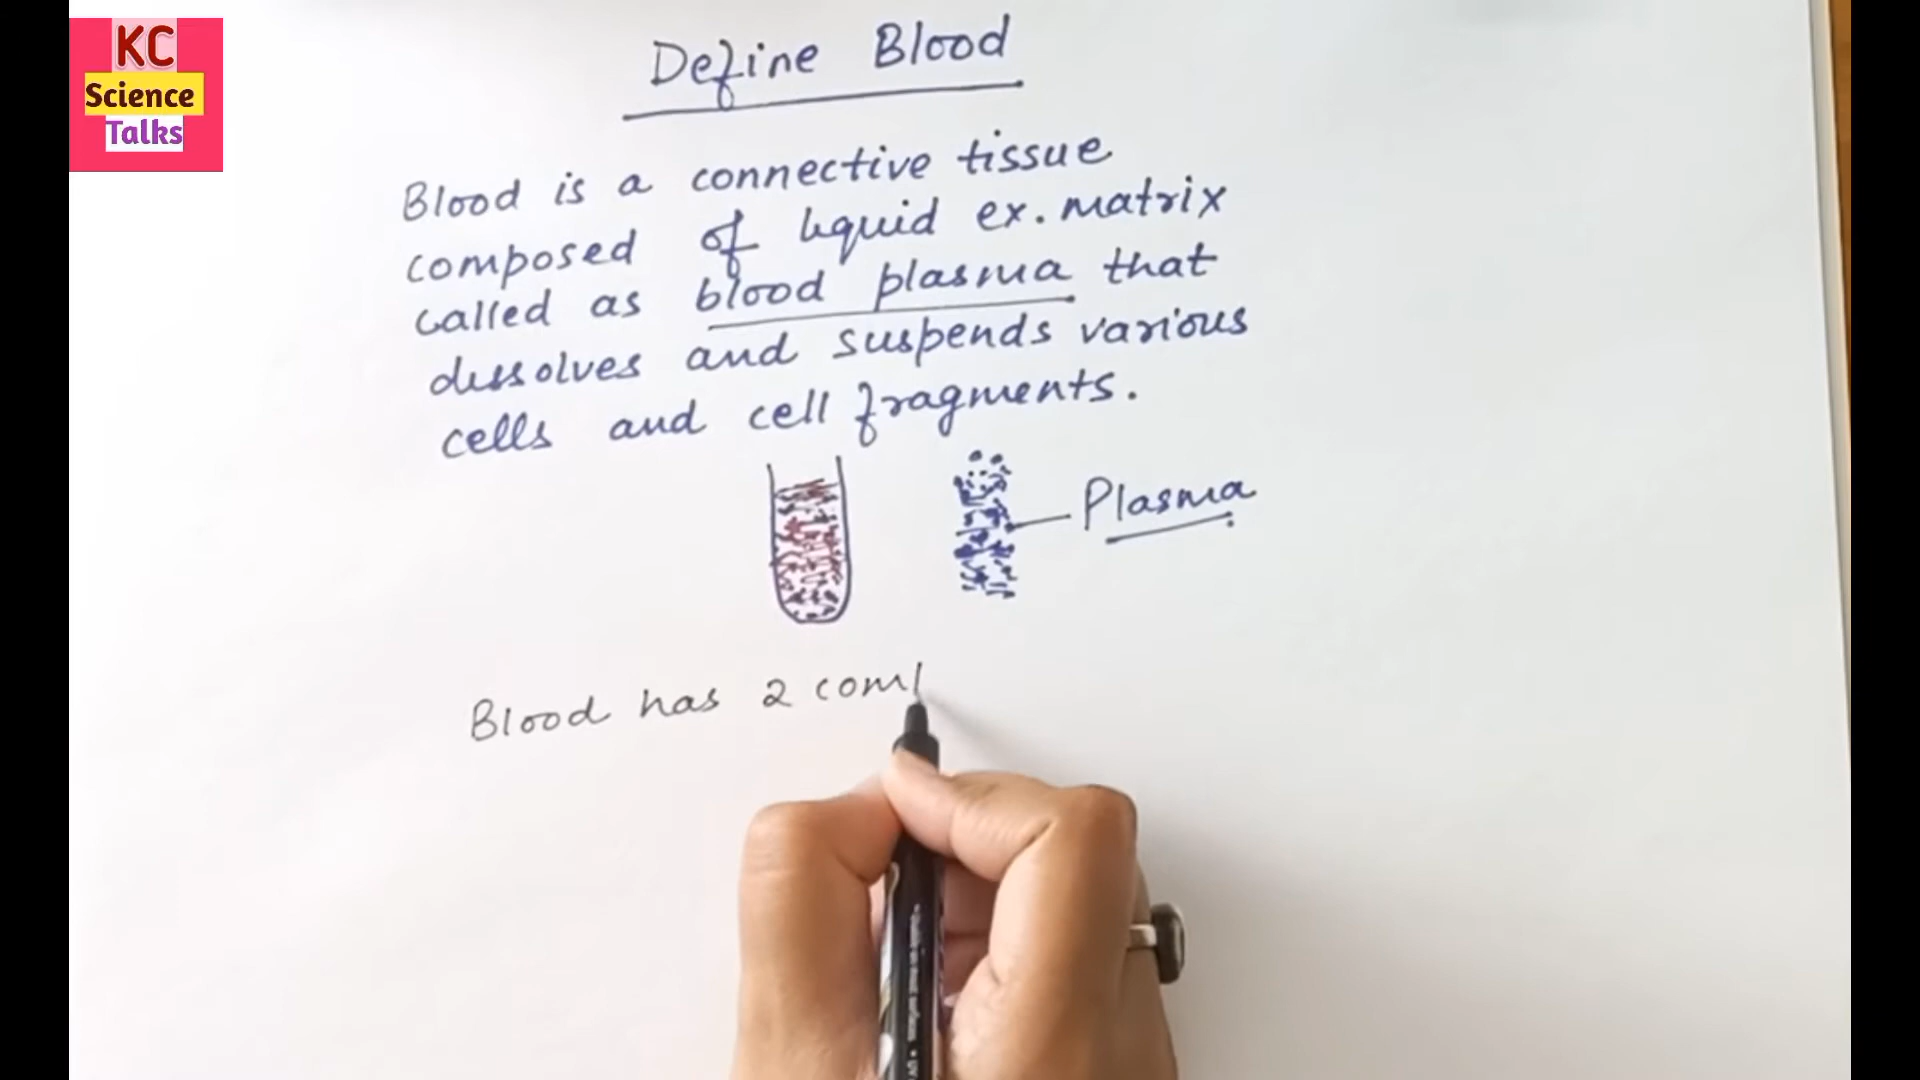 KC
Science
Talks
Define Blood
Blood is a connective tissue
composed of liquid ex. matrix
called as blood plasma that
dissolves and suspends various
cells and cell fragments.
Plasma
Blood has 2